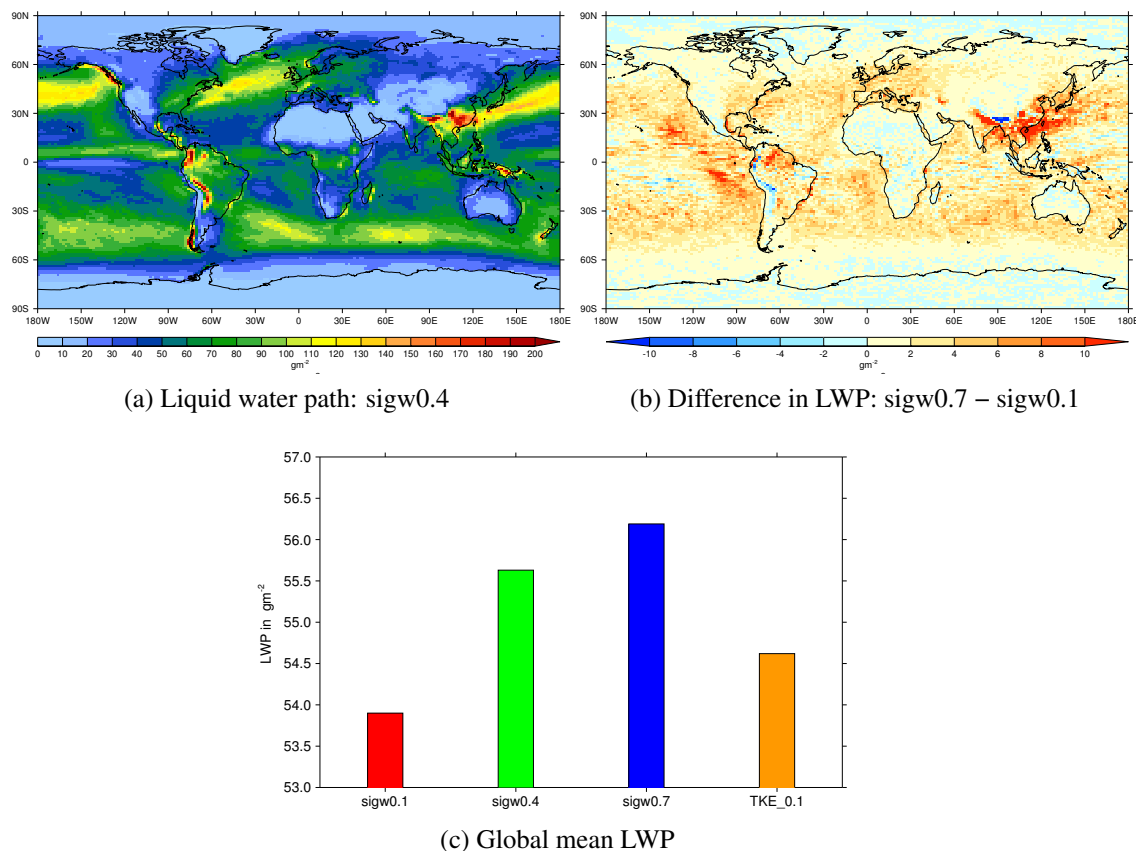 90N 90N
60N 60N
30N 30N
0 0
30S 30S
60S 60S
90S 90S
180W 150W 120W 90W 60W 30W 0 30E 60E 90E 120E 150E 180E 180W 150W 120W 90W 60W 30W 0 30E 60E 90E 120E 150E 180E
0 10 20 30 40 50 60 70 80 90 100 110 120 130 140 150 160 170 180 190 200 -10 -8 -6 -4 -2 0 2 4 6 8 10
gm-2 gm-2
(a) Liquid water path: sigw0.4 (b) Difference in LWP: sigw0.7 − sigw0.1
57.0
56.5
56.0
55.5
55.0
54.5
54.0
53.5
53.0
LWP in gm-2
sigw0.1 sigw0.4 sigw0.7 TKE_0.1
(c) Global mean LWP